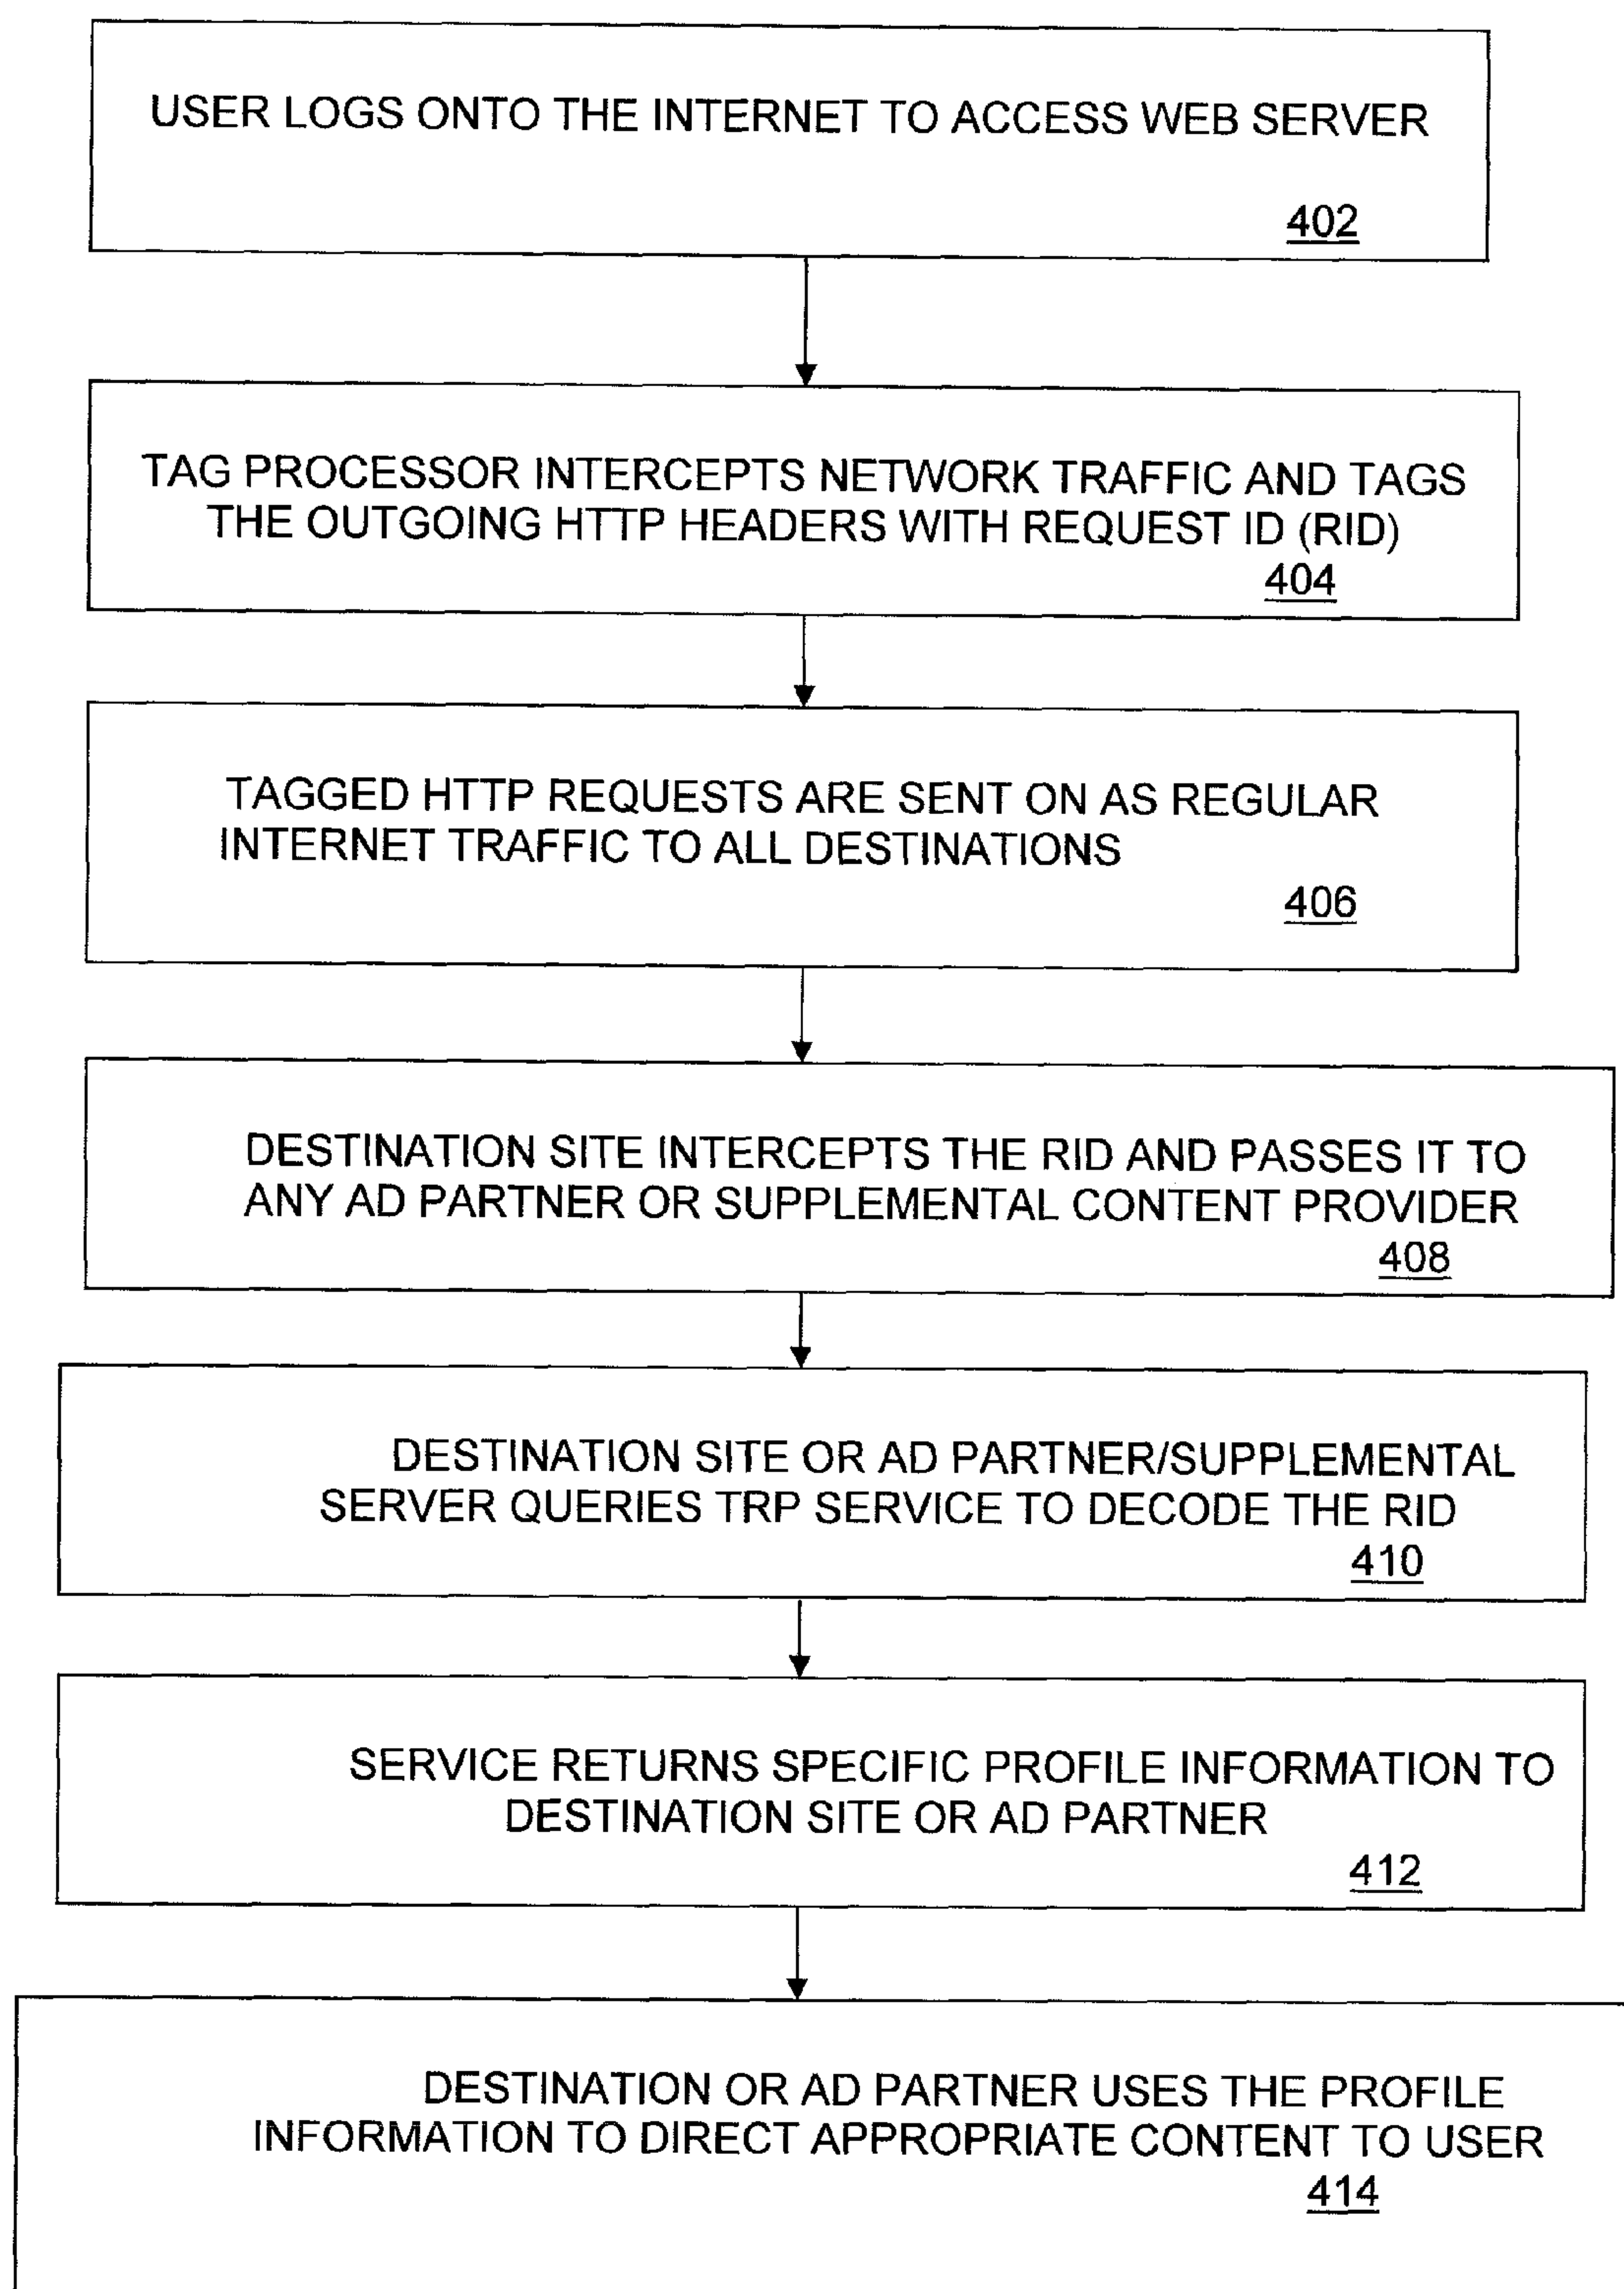 USER LOGS ONTO THE INTERNET TO ACCESS WEB SERVER
402
TAG PROCESSOR INTERCEPTS NETWORK TRAFFIC AND TAGS
THE OUTGOING HTTP HEADERS WITH REQUEST ID (RID)
404
TAGGED HTTP REQUESTS ARE SENT ON AS REGULAR
INTERNET TRAFFIC TO ALL DESTINATIONS
406
DESTINATION SITE INTERCEPTS THE RID AND PASSES IT TO
ANY AD PARTNER OR SUPPLEMENTAL CONTENT PROVIDER
408
DESTINATION SITE OR AD PARTNER/SUPPLEMENTAL
SERVER QUERIES TRP SERVICE TO DECODE THE RID
410
SERVICE RETURNS SPECIFIC PROFILE INFORMATION TO
DESTINATION SITE OR AD PARTNER
412
DESTINATION OR AD PARTNER USES THE PROFILE
INFORMATION TO DIRECT APPROPRIATE CONTENT TO USER
414